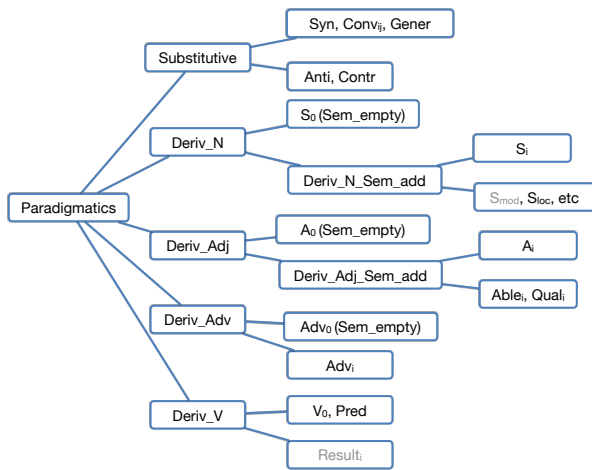 Syn, Convᵢⱼ, Gener
Substitutive
Anti, Contr
S₀ (Sem_empty)
Deriv_N
Sᵢ
Deriv_N_Sem_add
Smod, Sloc, etc
Paradigmatics
A₀ (Sem_empty)
Deriv_Adj
Aᵢ
Deriv_Adj_Sem_add
Ableᵢ, Qualᵢ
Deriv_Adv
Adv₀ (Sem_empty)
Advᵢ
V₀, Pred
Deriv_V
Resultᵢ